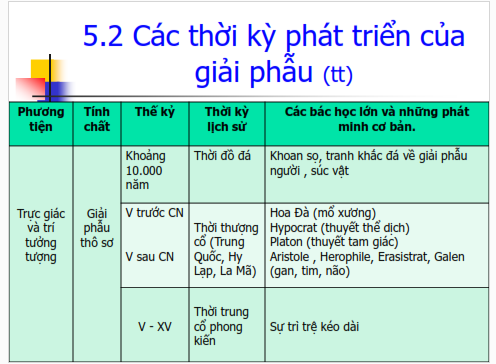 5.2 Các thời kỳ phát triển của
giải phẫu (tt)
Phương
tiện
Tính
chất
Thế kỷ
Thời kỳ
lịch sử
Các bác học lớn và những phát
minh cơ bản.
Trực giác
và trí
tưởng
tượng
Giải
phẫu
thô sơ
Khoảng
10.000
năm
Thời đồ đá
Khoan sọ, tranh khắc đá về giải phẫu
người , súc vật
V trước CN
V sau CN
Thời thượng
cổ (Trung
Quốc, Hy
Lạp, La Mã)
Hoa Đà (mổ xương)
Hypocrat (thuyết thể dịch)
Platon (thuyết tam giác)
Aristole , Herophile, Erasistrat, Galen
(gan, tim, não)
V - XV
Thời trung
cổ phong
kiến
Sự trì trệ kéo dài